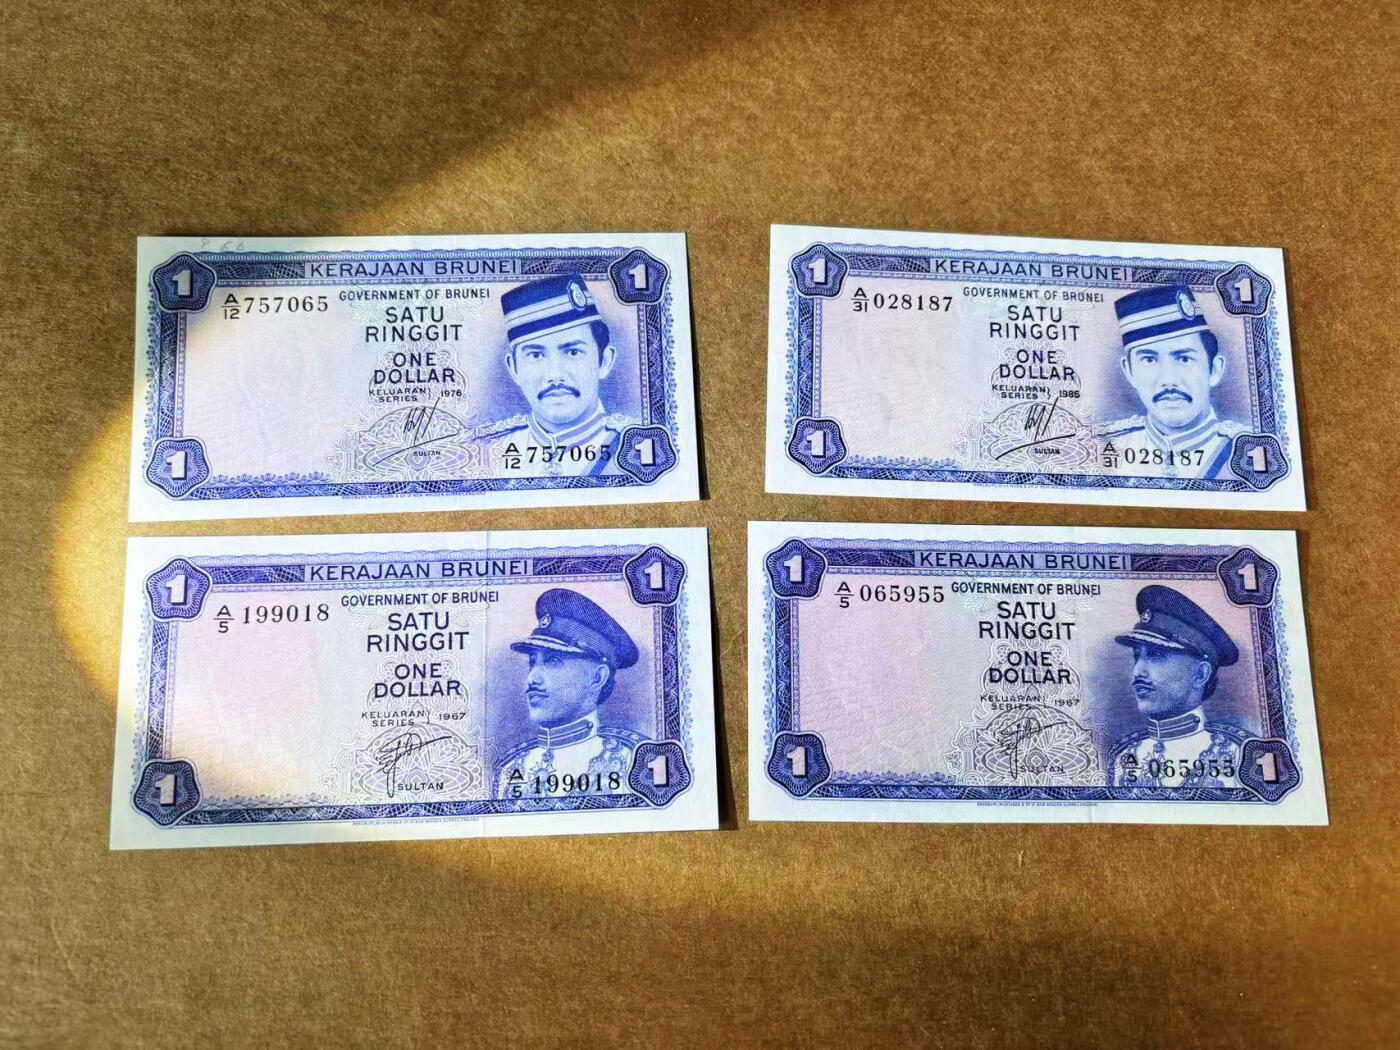 1 KERAJAAN BRUNEI 1
A/12 757065 GOVERNMENT OF BRUNEI
SATU
RINGGIT
ONE
DOLLAR
KELUARAN
SERIES } 1976
SULTAN
A/12 757065
1 1
1 KERAJAAN BRUNEI 1
A/31 028187 GOVERNMENT OF BRUNEI
SATU
RINGGIT
ONE
DOLLAR
KELUARAN
SERIES } 1985
SULTAN
A/31 028187
1 1
1 KERAJAAN BRUNEI 1
A/5 199018 GOVERNMENT OF BRUNEI
SATU
RINGGIT
ONE
DOLLAR
KELUARAN
SERIES } 1967
SULTAN
A/5 199018
1 1
1 KERAJAAN BRUNEI 1
A/5 065955 GOVERNMENT OF BRUNEI
SATU
RINGGIT
ONE
DOLLAR
KELUARAN
SERIES } 1967
SULTAN
A/5 065955
1 1